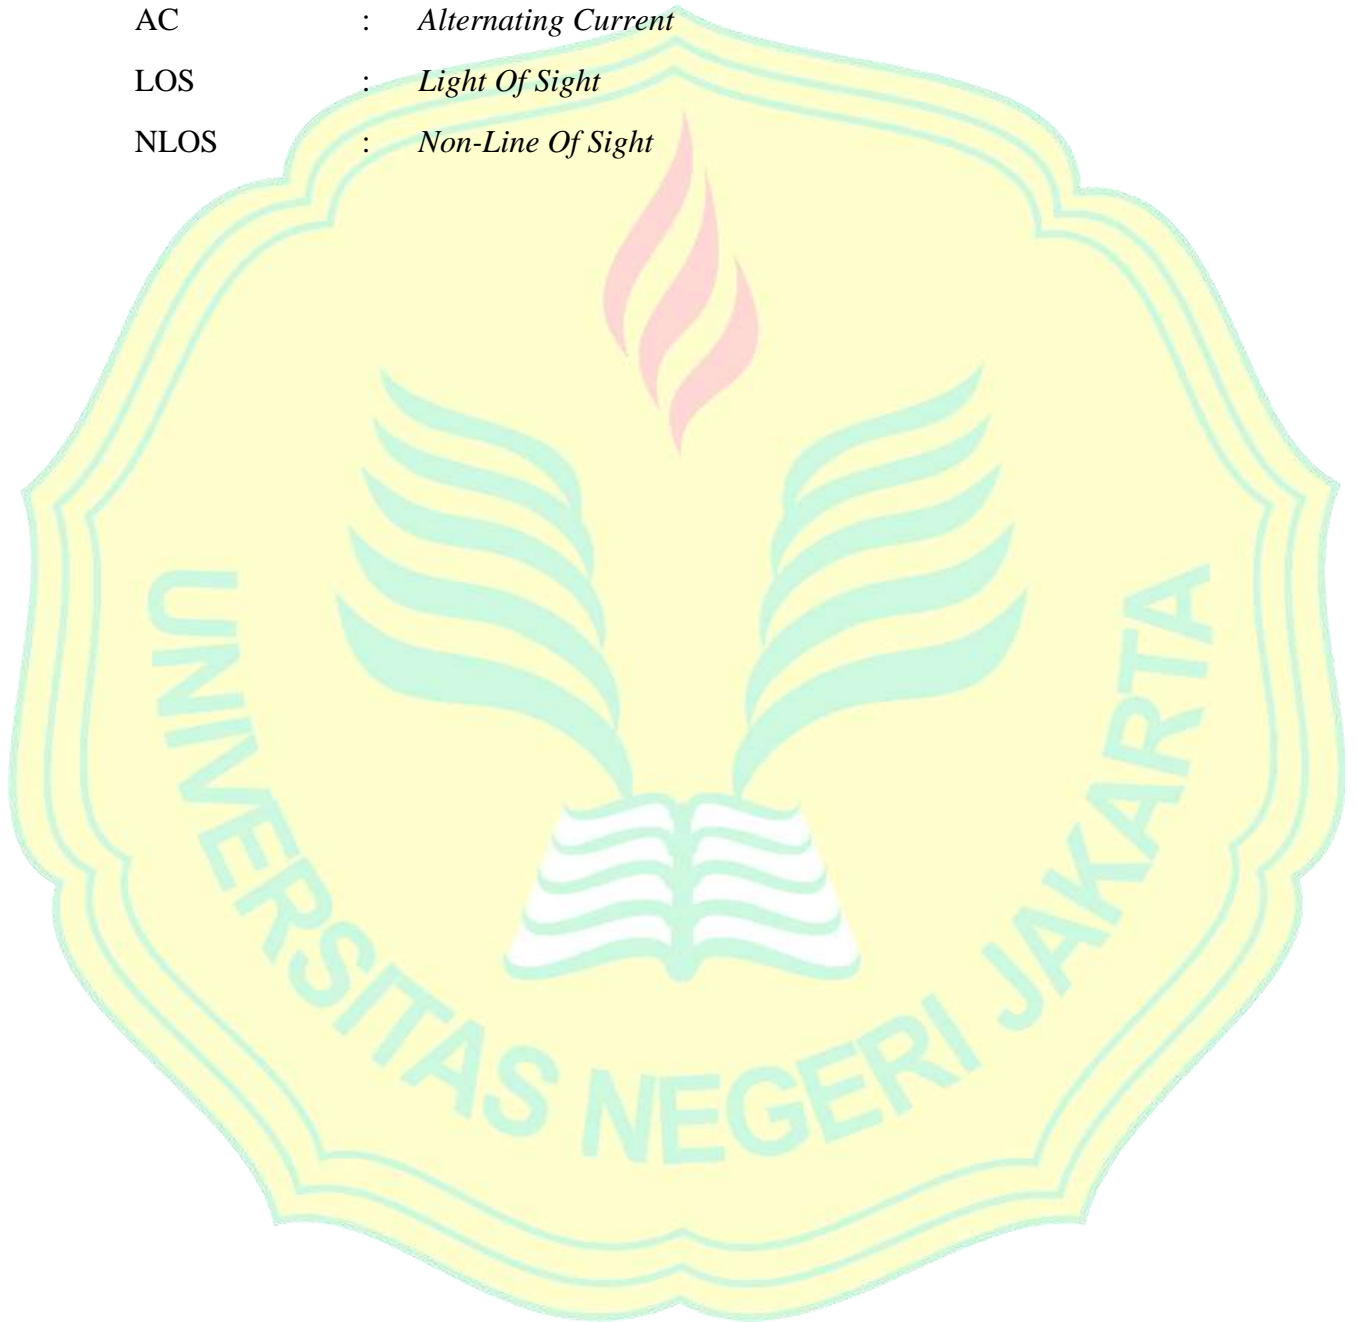 AC : Alternating Current
LOS : Light Of Sight
NLOS : Non-Line Of Sight
UNIVERSITAS NEGERI JAKARTA